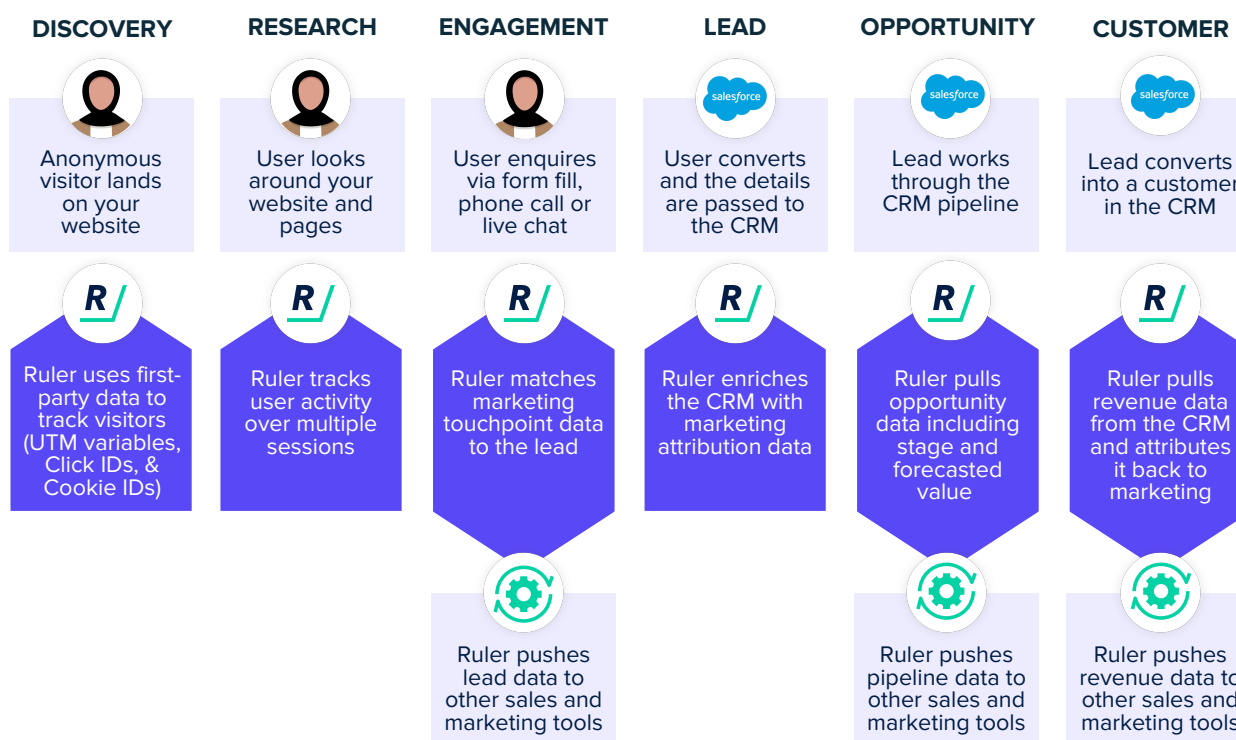 DISCOVERY
RESEARCH
ENGAGEMENT
LEAD
OPPORTUNITY
CUSTOMER
Anonymous
visitor lands
on your
website
User looks
around your
website and
pages
User enquires
via form fill,
phone call or
live chat
salesforce
User converts
and the details
are passed to
the CRM
salesforce
Lead works
through the
CRM pipeline
salesforce
Lead converts
into a customer
in the CRM
R
Ruler uses first-
party data to
track visitors
(UTM variables,
Click IDs, &
Cookie IDs)
R
Ruler tracks
user activity
over multiple
sessions
R
Ruler matches
marketing
touchpoint data
to the lead
R
Ruler enriches
the CRM with
marketing
attribution data
R
Ruler pulls
opportunity
data including
stage and
forecasted
value
R
Ruler pulls
revenue data
from the CRM
and attributes
it back to
marketing
Ruler pushes
lead data to
other sales and
marketing tools
Ruler pushes
pipeline data to
other sales and
marketing tools
Ruler pushes
revenue data to
other sales and
marketing tools